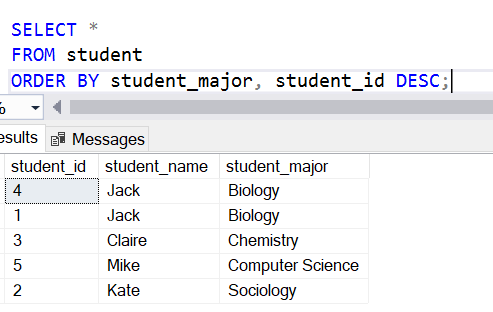 SELECT *
FROM student
ORDER BY student_major, student_id DESC;
%
esults Messages
student_id student_name student_major
4 Jack Biology
1 Jack Biology
3 Claire Chemistry
5 Mike Computer Science
2 Kate Sociology